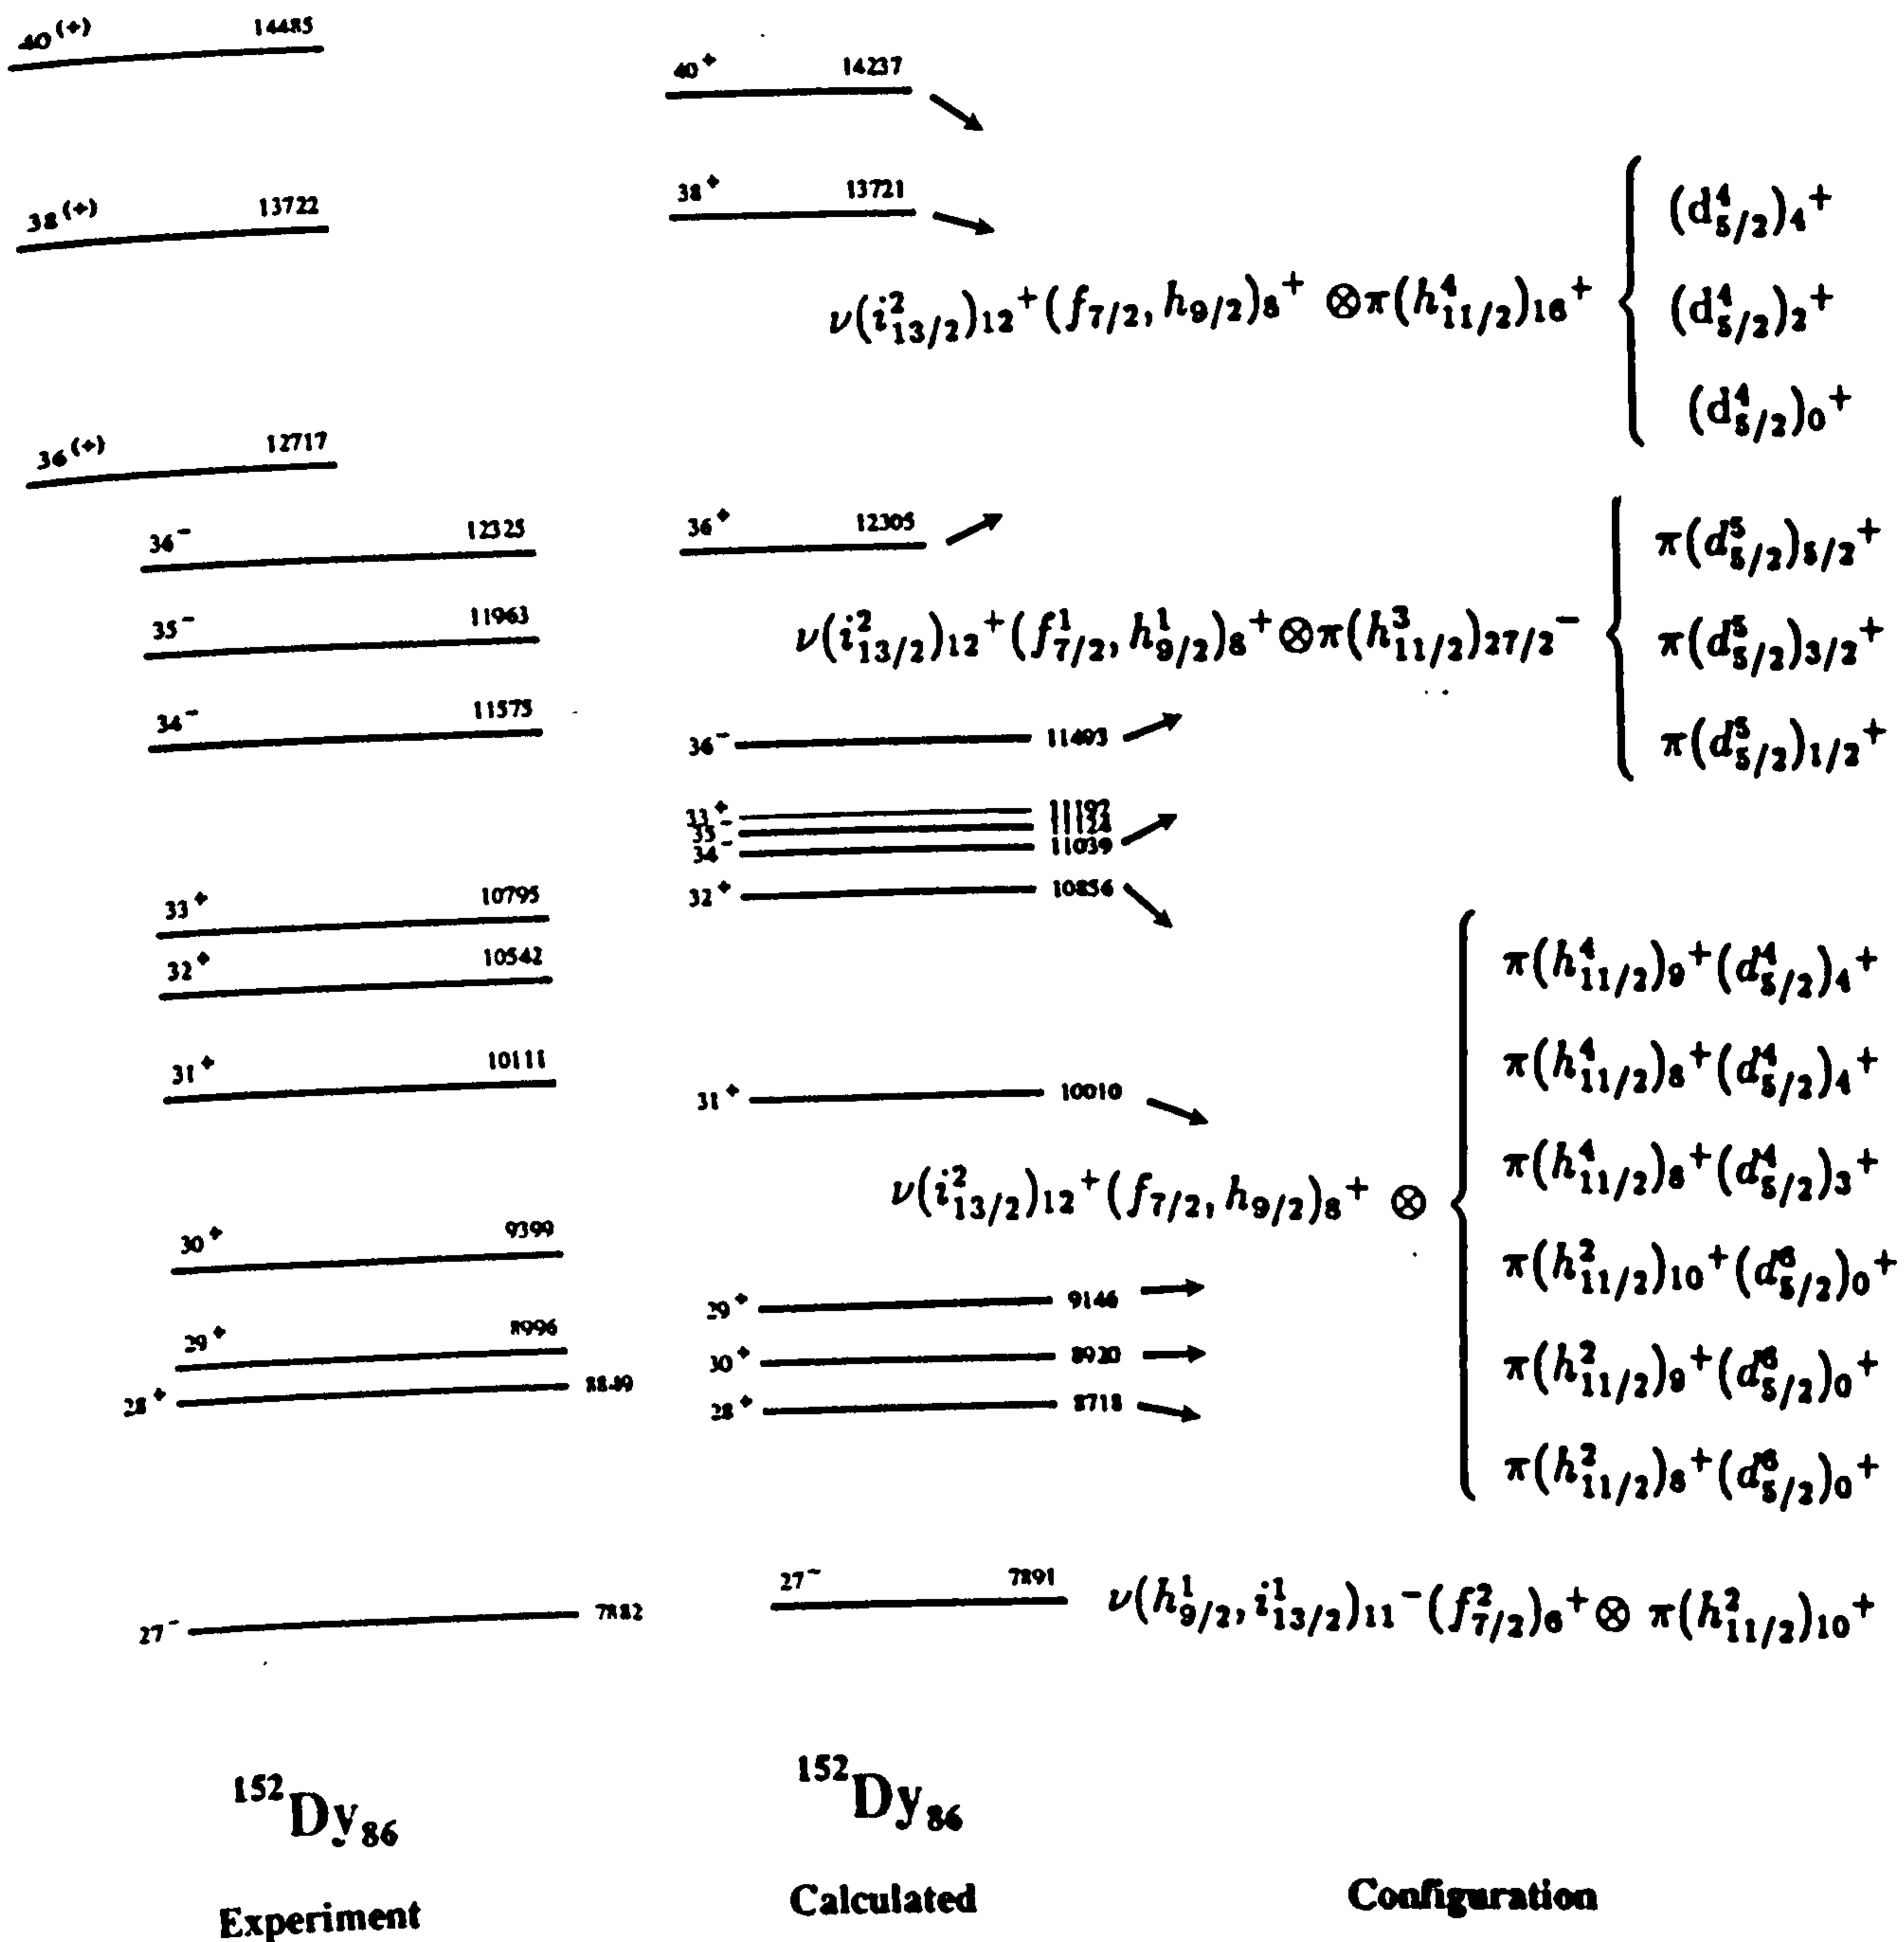 40(+) 14485
38(+) 13722
36(+) 12717
36⁻ 12325
35⁻ 11963
34⁻ 11575
33⁺ 10795
32⁺ 10542
31⁺ 10111
30⁺ 9399
29⁺ 8996
28⁺ 8849
27⁻ 7882
¹⁵²Dy₈₆
Experiment
40⁺ 14237
38⁺ 13721
36⁺ 12305
36⁻ 11493
33⁺
35⁻
34⁻ 11039
32⁺ 10856
31⁺ 10010
29⁺ 9146
30⁺ 8920
28⁺ 8718
27⁻ 7891
¹⁵²Dy₈₆
Calculated
ν(i²₁₃/₂)₁₂⁺(f₇/₂, h₉/₂)₈⁺ ⊗π(h⁴₁₁/₂)₁₆⁺
(d⁴₅/₂)₄⁺
(d⁴₅/₂)₂⁺
(d⁴₅/₂)₀⁺
ν(i²₁₃/₂)₁₂⁺(f¹₇/₂, h¹₉/₂)₈⁺⊗π(h³₁₁/₂)₂₇/₂⁻
π(d⁵₅/₂)₅/₂⁺
π(d⁵₅/₂)₃/₂⁺
π(d⁵₅/₂)₁/₂⁺
ν(i²₁₃/₂)₁₂⁺(f₇/₂, h₉/₂)₈⁺ ⊗
π(h⁴₁₁/₂)₉⁺(d⁴₅/₂)₄⁺
π(h⁴₁₁/₂)₈⁺(d⁴₅/₂)₄⁺
π(h⁴₁₁/₂)₈⁺(d⁴₅/₂)₃⁺
π(h²₁₁/₂)₁₀⁺(d⁶₅/₂)₀⁺
π(h²₁₁/₂)₉⁺(d⁶₅/₂)₀⁺
π(h²₁₁/₂)₈⁺(d⁶₅/₂)₀⁺
ν(h¹₉/₂, i¹₁₃/₂)₁₁⁻(f²₇/₂)₆⁺⊗ π(h²₁₁/₂)₁₀⁺
Configuration